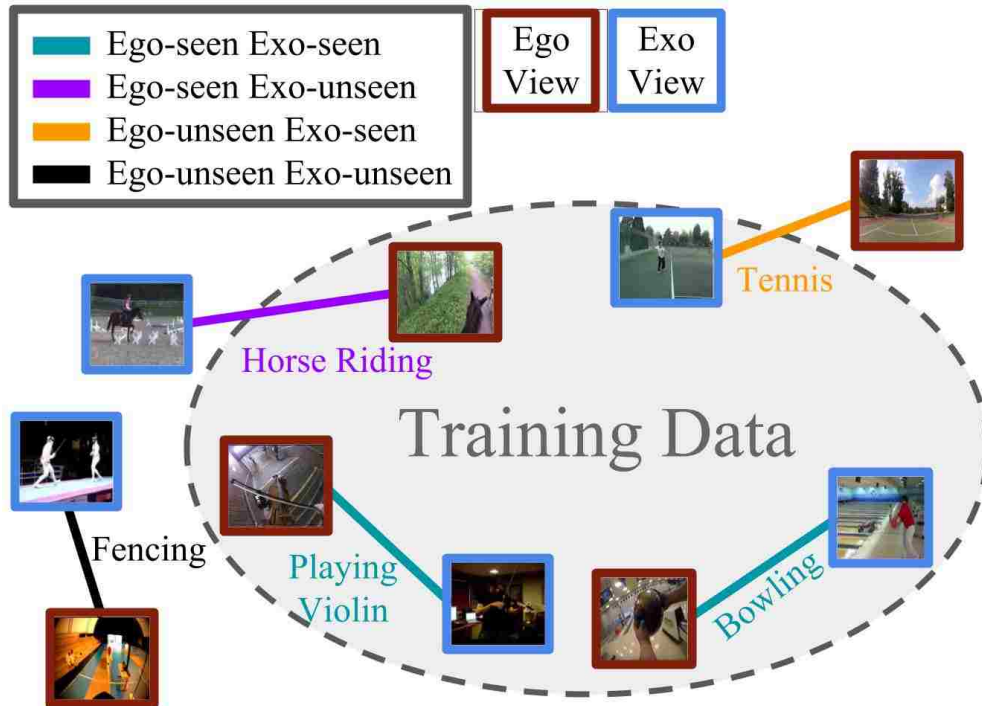 Ego-seen Exo-seen
Ego-seen Exo-unseen
Ego-unseen Exo-seen
Ego-unseen Exo-unseen
Ego
View
Exo
View
Tennis
Horse Riding
Training Data
Fencing
Playing
Violin
Bowling